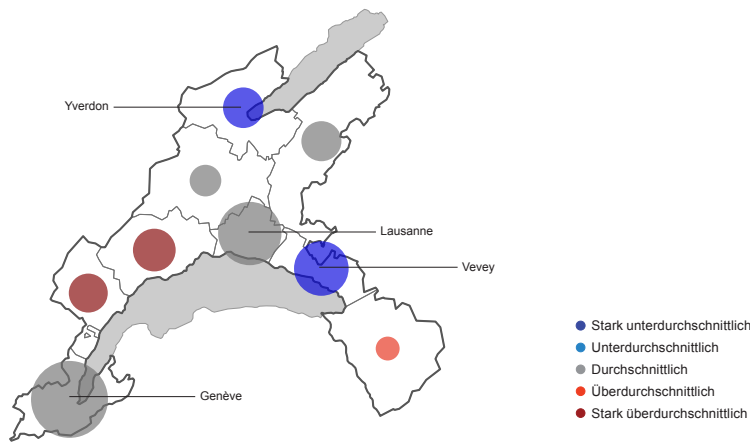 Yverdon
Lausanne
Vevey
Genève
Stark unterdurchschnittlich
Unterdurchschnittlich
Durchschnittlich
Überdurchschnittlich
Stark überdurchschnittlich